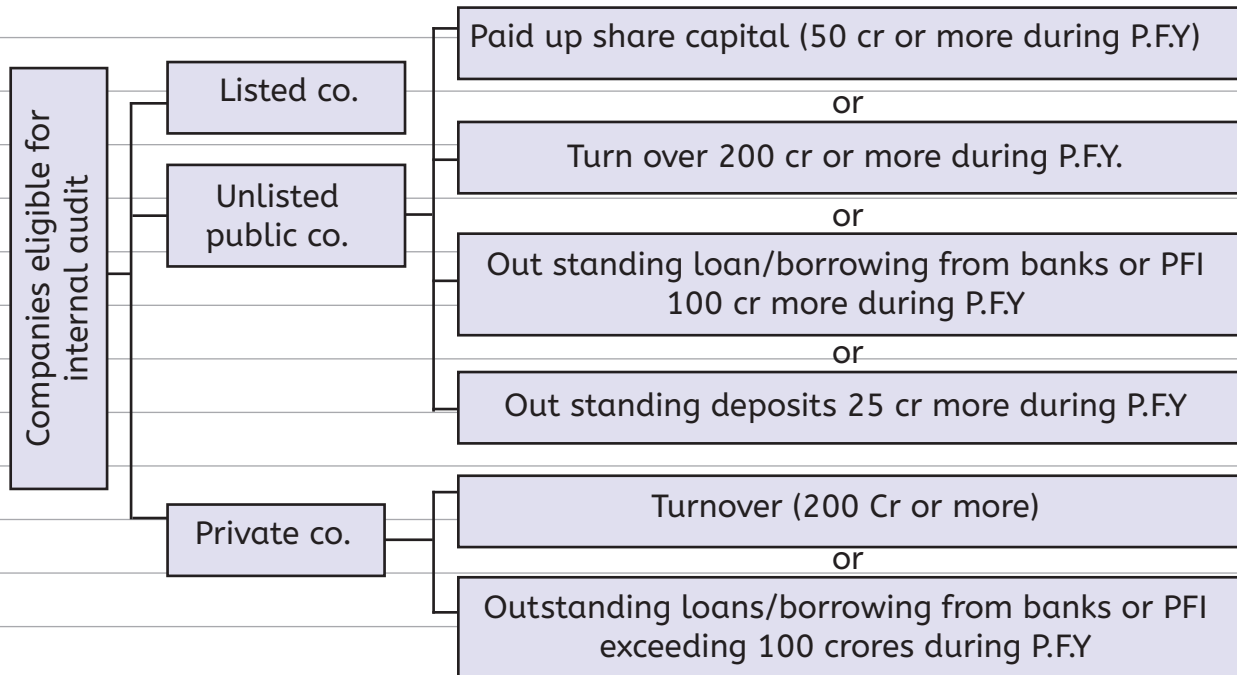 Companies eligible for
internal audit
Listed co.
Unlisted
public co.
Paid up share capital (50 cr or more during P.F.Y)
or
Turn over 200 cr or more during P.F.Y.
or
Out standing loan/borrowing from banks or PFI
100 cr more during P.F.Y
or
Out standing deposits 25 cr more during P.F.Y
Private co.
Turnover (200 Cr or more)
or
Outstanding loans/borrowing from banks or PFI
exceeding 100 crores during P.F.Y